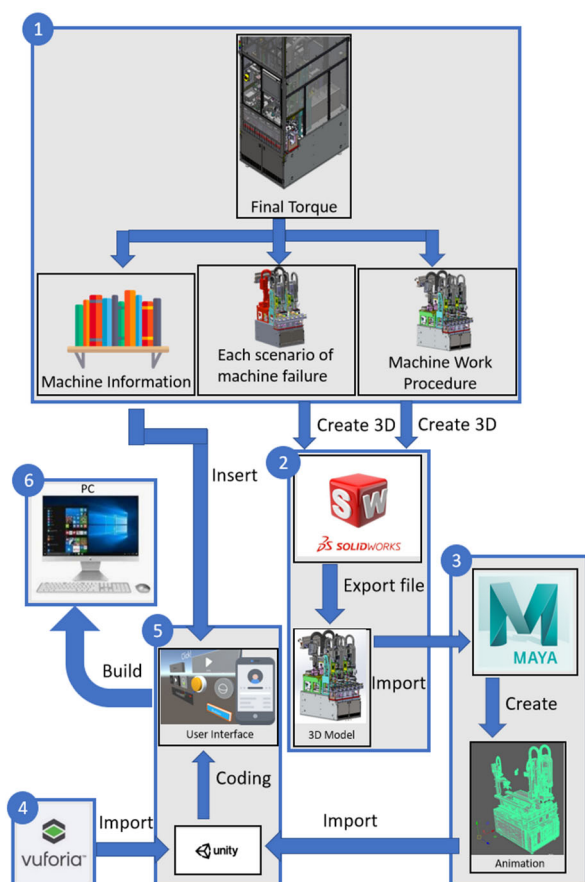 1
Final Torque
Machine Information
Each scenario of
machine failure
Machine Work
Procedure
Create 3D
Create 3D
Insert
2
SW
SOLIDWORKS
Export file
3D Model
Import
3
M
MAYA
Create
Animation
6
PC
Build
5
User Interface
Coding
4
vuforia™
Import
unity
Import